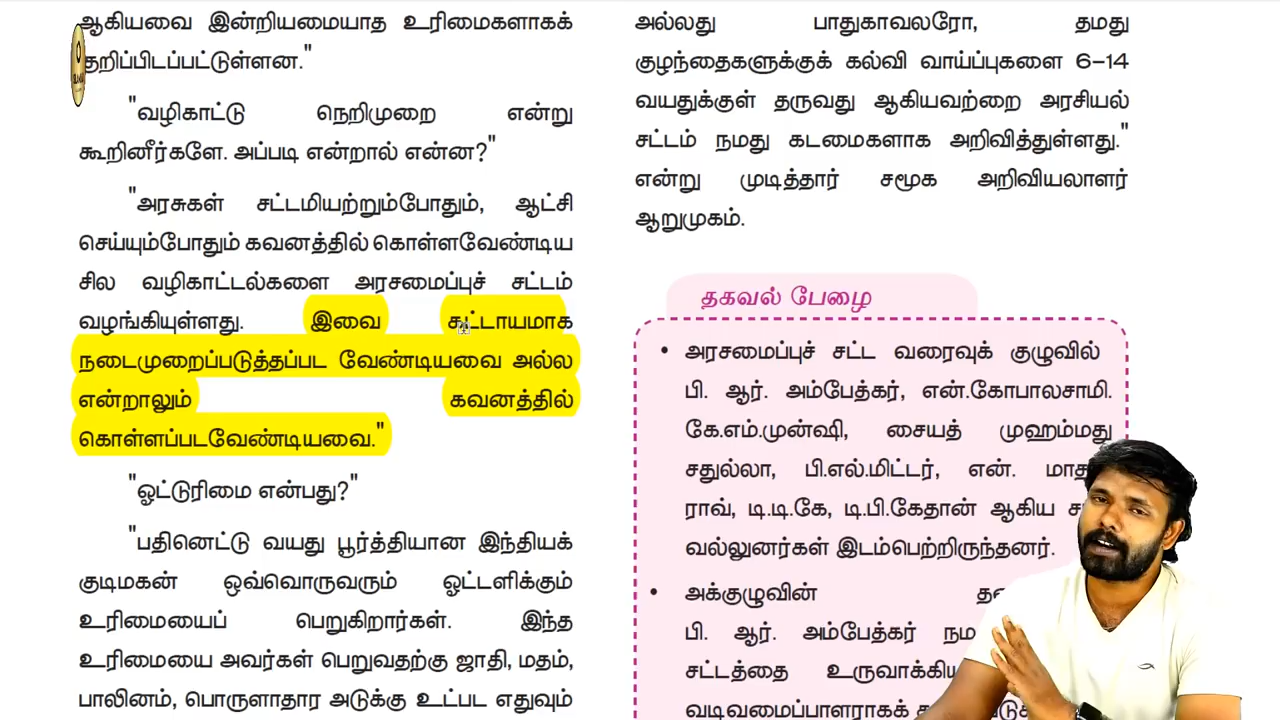 ஆகியவை இன்றியமையாத உரிமைகளாகக்
குறிப்பிடப்பட்டுள்ளன."
"வழிகாட்டு நெறிமுறை என்று
கூறினீர்களே. அப்படி என்றால் என்ன?"
"அரசுகள் சட்டமியற்றும்போதும், ஆட்சி
செய்யும்போதும் கவனத்தில் கொள்ளவேண்டிய
சில வழிகாட்டல்களை அரசமைப்புச் சட்டம்
வழங்கியுள்ளது. இவை கட்டாயமாக
நடைமுறைப்படுத்தப்பட வேண்டியவை அல்ல
என்றாலும் கவனத்தில்
கொள்ளப்படவேண்டியவை."
"ஓட்டுரிமை என்பது?"
"பதினெட்டு வயது பூர்த்தியான இந்தியக்
குடிமகன் ஒவ்வொருவரும் ஓட்டளிக்கும்
உரிமையைப் பெறுகிறார்கள். இந்த
உரிமையை அவர்கள் பெறுவதற்கு ஜாதி, மதம்,
பாலினம், பொருளாதார அடுக்கு உட்பட எதுவும்
அல்லது பாதுகாவலரோ, தமது
குழந்தைகளுக்குக் கல்வி வாய்ப்புகளை 6–14
வயதுக்குள் தருவது ஆகியவற்றை அரசியல்
சட்டம் நமது கடமைகளாக அறிவித்துள்ளது."
என்று முடித்தார் சமூக அறிவியலாளர்
ஆறுமுகம்.
தகவல் பேழை
• அரசமைப்புச் சட்ட வரைவுக் குழுவில்
பி. ஆர். அம்பேத்கர், என்.கோபாலசாமி.
கே.எம்.முன்ஷி, சையத் முஹம்மது
சதுல்லா, பி.எல்.மிட்டர், என்.
ராவ், டி.டி.கே, டி.பி.கேதான் ஆகிய
வல்லுனர்கள் இடம்பெற்றிருந்தனர்.
• அக்குழுவின்
பி. ஆர். அம்பேத்கர்
சட்டத்தை
வடிவமைப்பாளராகக்